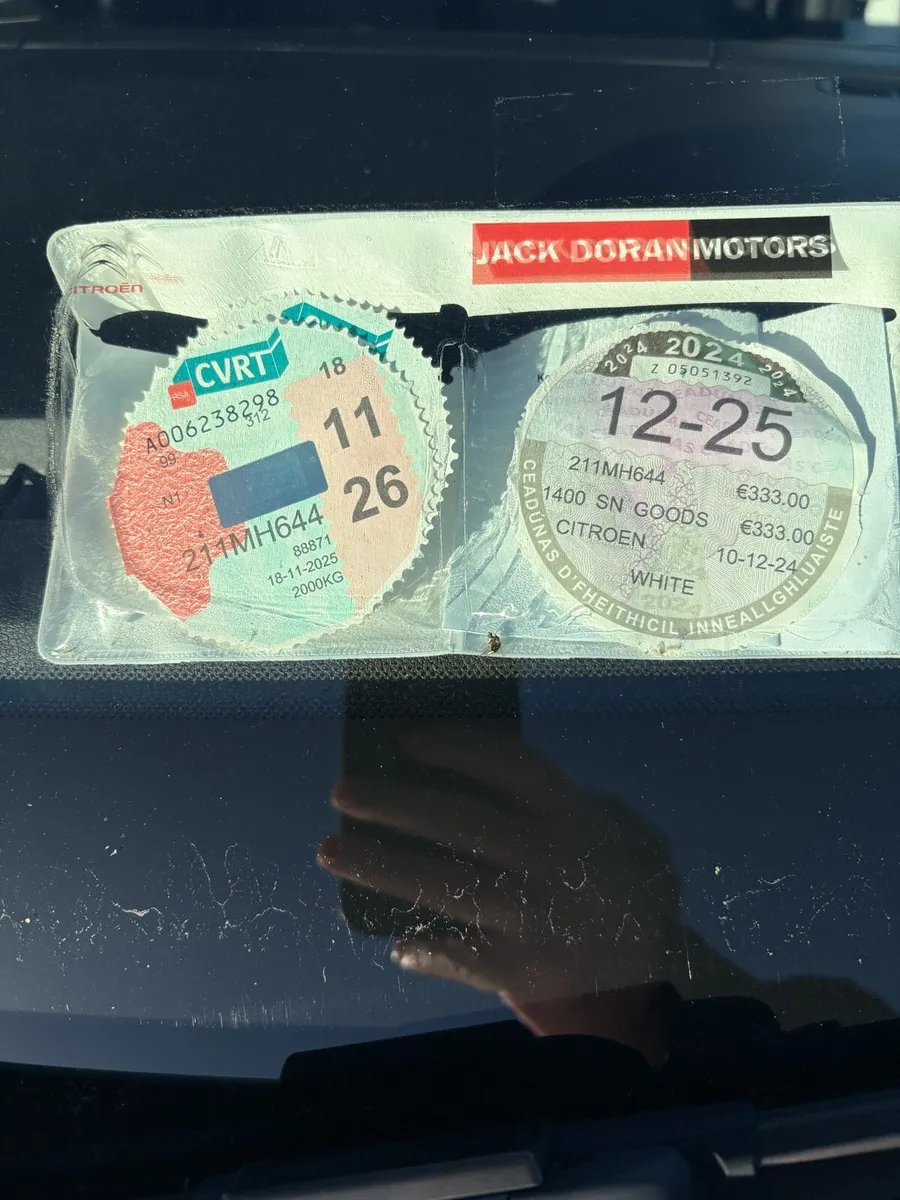 CITROËN
JACK DORAN MOTORS
CVRT
RSA
18
A006238298
312
99
11
N1
26
211MH644
88871
18-11-2025
2000KG
2024 2024 2024
Z 05051392
12-25
211MH644
€333.00
1400 SN GOODS
€333.00
CITROEN
10-12-24
WHITE
CEADÚNAS D'FHEITHICIL INNEALLGHLUAISTE